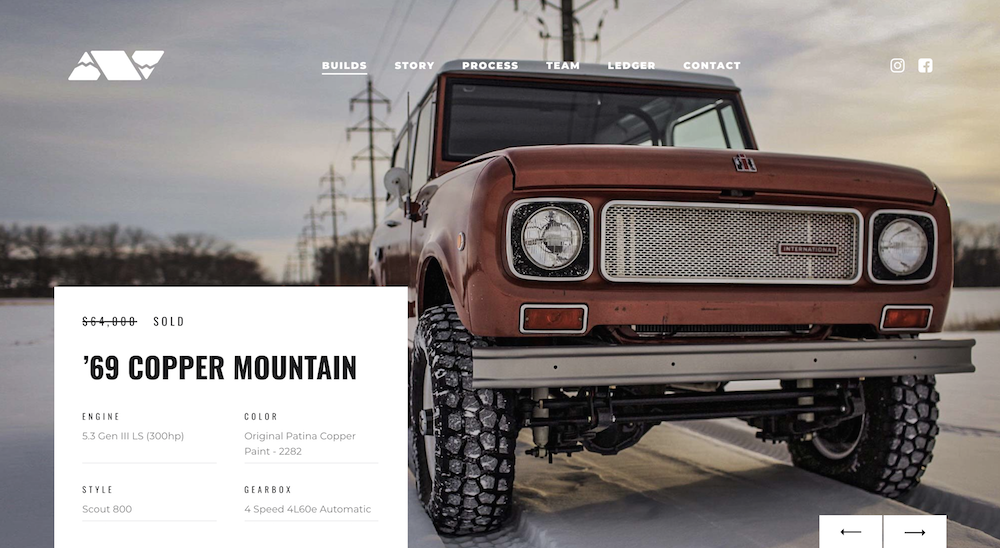 BUILDS STORY PROCESS TEAM LEDGER CONTACT
IH
INTERNATIONAL
$64,000 SOLD
’69 COPPER MOUNTAIN
ENGINE
5.3 Gen III LS (300hp)
COLOR
Original Patina Copper
Paint - 2282
STYLE
Scout 800
GEARBOX
4 Speed 4L60e Automatic